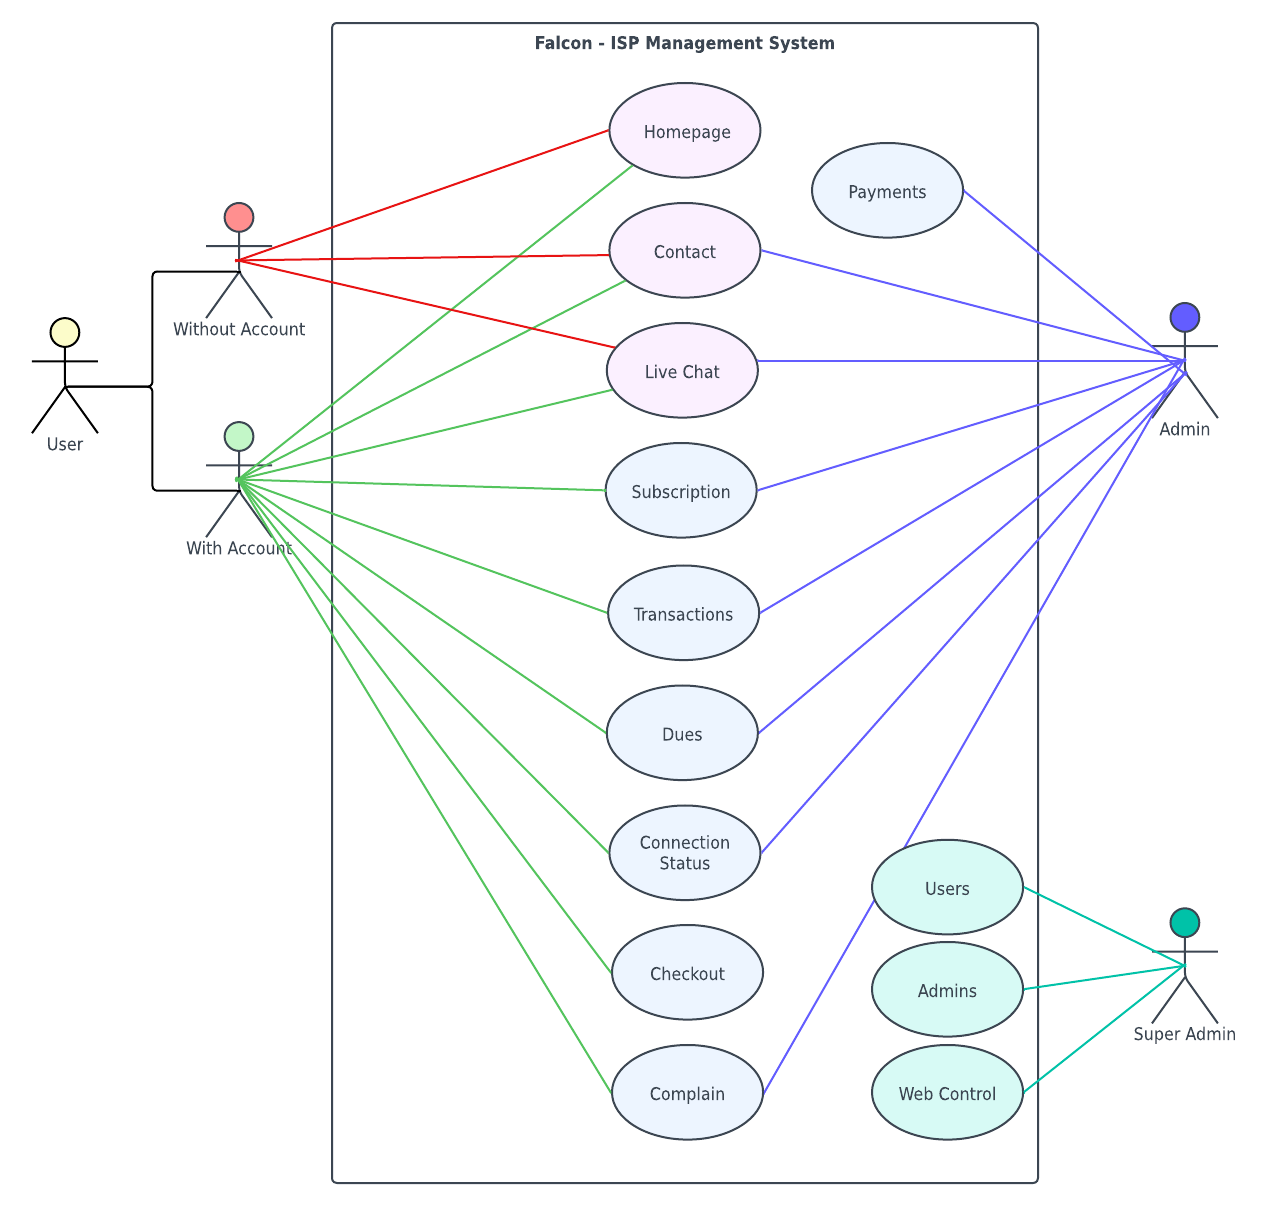 Falcon - ISP Management System
Homepage
Payments
Contact
Without Account
Live Chat
Admin
User
Subscription
With Account
Transactions
Dues
Connection
Status
Users
Checkout
Admins
Super Admin
Complain
Web Control